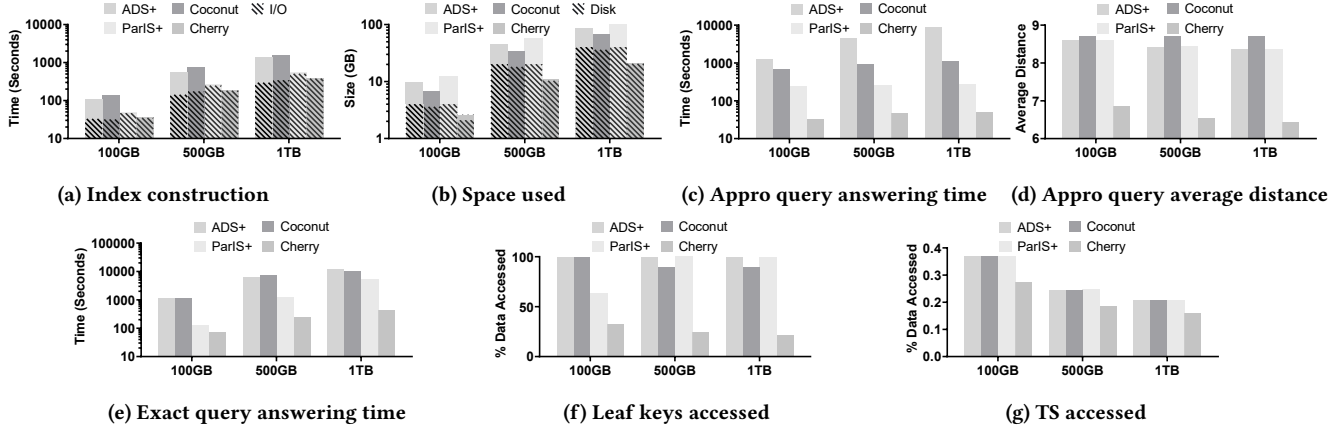 ADS+ Coconut I/O
ParIS+ Cherry
Time (Seconds)
10000
1000
100
10
100GB 500GB 1TB
(a) Index construction
ADS+ Coconut Disk
ParIS+ Cherry
Size (GB)
100
10
1
100GB 500GB 1TB
(b) Space used
ADS+ Coconut
ParIS+ Cherry
Time (Seconds)
10000
1000
100
10
100GB 500GB 1TB
(c) Appro query answering time
ADS+ Coconut
ParIS+ Cherry
Average Distance
9
8
7
6
100GB 500GB 1TB
(d) Appro query average distance
ADS+ Coconut
ParIS+ Cherry
Time (Seconds)
100000
10000
1000
100
10
100GB 500GB 1TB
(e) Exact query answering time
ADS+ Coconut
ParIS+ Cherry
% Data Accessed
100
50
0
100GB 500GB 1TB
(f) Leaf keys accessed
ADS+ Coconut
ParIS+ Cherry
% Data Accessed
0.4
0.3
0.2
0.1
0.0
100GB 500GB 1TB
(g) TS accessed